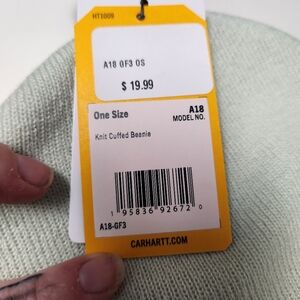 HT1009
A18 GF3 OS
$ 19.99
One Size
A18
MODEL NO.
Knit Cuffed Beanie
1 95836 92672 0
A18-GF3
CARHARTT.COM